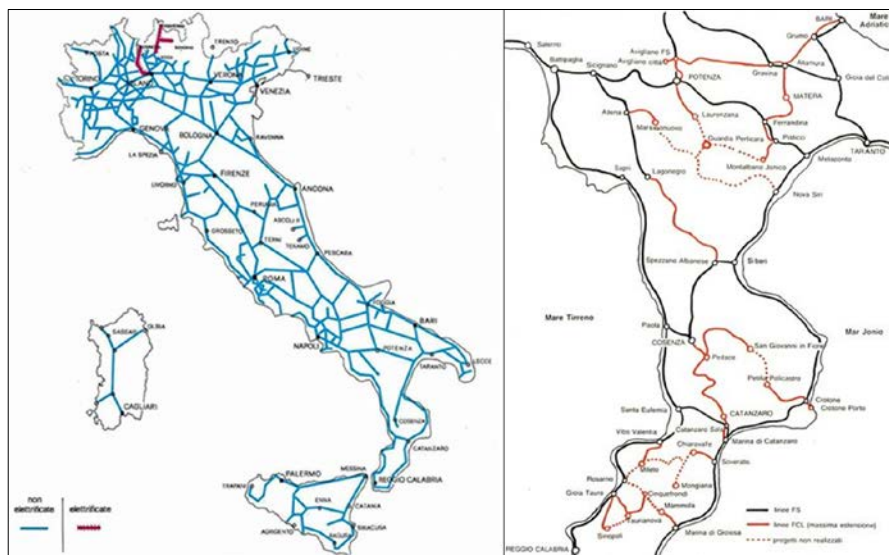 TRENTO
UDINE
AOSTA
VERONA
TRIESTE
TORINO
MILANO
VENEZIA
GENOVA
BOLOGNA
RAVENNA
LA SPEZIA
FIRENZE
LIVORNO
ANCONA
PERUGIA
ASCOLI P.
GROSSETO
TERNI
TERAMO
PESCARA
ROMA
FOGGIA
BARI
NAPOLI
POTENZA
TARANTO
LECCE
SASSARI
OLBIA
CAGLIARI
COSENZA
CATANZARO
PALERMO
MESSINA
REGGIO CALABRIA
TRAPANI
ENNA
CATANIA
AGRIGENTO
SIRACUSA
RAGUSA
non
elettrificate
elettrificate
Mare
Adriatico
BARI
Salerno
Avigliano FS
Grumo
Battipaglia
Sicignano
Avigliano città
Altamura
POTENZA
Gravina
Gioia del Col
MATERA
Atena
Laurenzana
Marsiconuovo
Ferrandina
Guardia Perticara
Pisticci
TARANTO
Montalbano Jonico
Metaponto
Sapri
Lagonegro
Nova Siri
Spezzano Albanese
Sibari
Mare Tirreno
Mar Jonio
Paola
COSENZA
San Giovanni in Fiore
Pedace
Petilia Policastro
Crotone
Crotone Porto
Santa Eufemia
CATANZARO
Catanzaro Sala
Vibo Valentia
Marina di Catanzaro
Chiaravalle
Mileto
Soverato
Rosarno
Mongiana
Gioia Tauro
Cinquefrondi
Mammola
Taurianova
Sinopoli
Marina di Gioiosa
REGGIO CALABRIA
linee FS
linee FCL (massima estensione)
progetti non realizzati